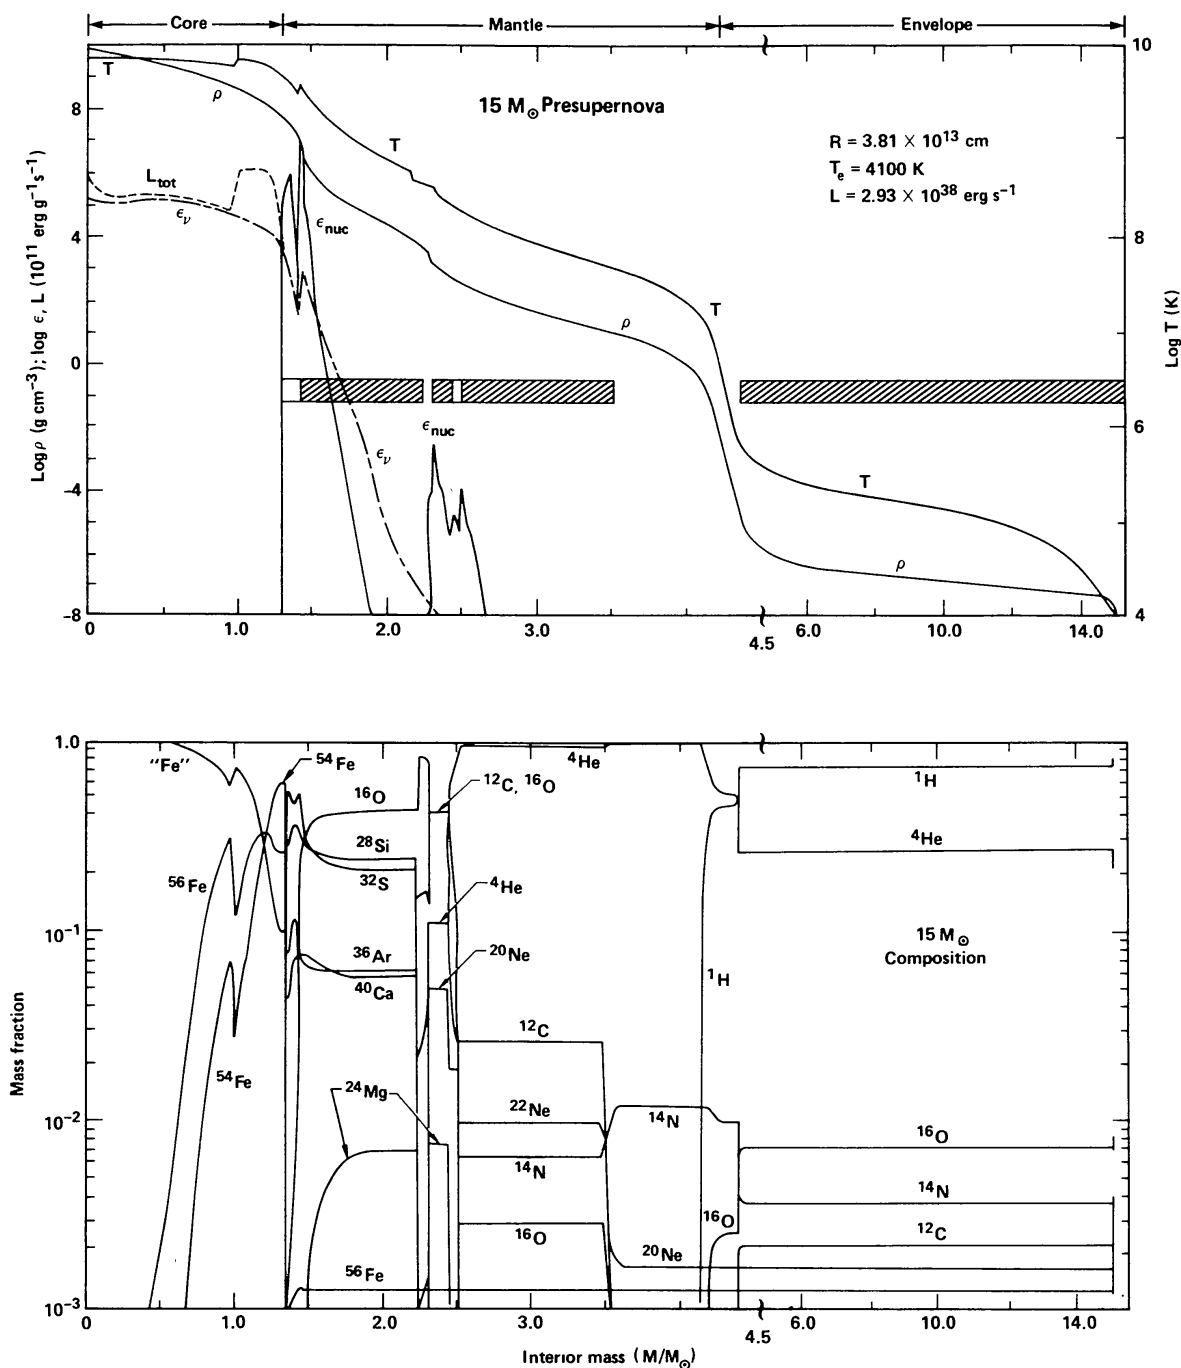 Core Mantle Envelope
10
T
ρ
8
15 M⊙ Presupernova
T
R = 3.81 × 10¹³ cm
Tₑ = 4100 K
L = 2.93 × 10³⁸ erg s⁻¹
L_tot
ε_ν
ε_nuc
4
8
T
ρ
0
ε_nuc
6
ε_ν
T
-4
ρ
-8
4
0 1.0 2.0 3.0 4.5 6.0 10.0 14.0
Log ρ (g cm⁻³); log ε, L (10¹¹ erg g⁻¹s⁻¹)
Log T (K)
1.0
"Fe"
⁵⁴Fe
¹⁶O
¹²C, ¹⁶O
⁴He
¹H
²⁸Si
⁴He
³²S
⁵⁶Fe
⁴He
10⁻¹
²⁰Ne
³⁶Ar
⁴⁰Ca
15 M⊙
Composition
¹H
¹²C
⁵⁴Fe
²⁴Mg
²²Ne
10⁻²
¹⁴N
¹⁶O
¹⁴N
¹⁴N
¹⁶O
¹⁶O
¹²C
²⁰Ne
⁵⁶Fe
10⁻³
0 1.0 2.0 3.0 4.5 6.0 10.0 14.0
Mass fraction
Interior mass (M/M⊙)